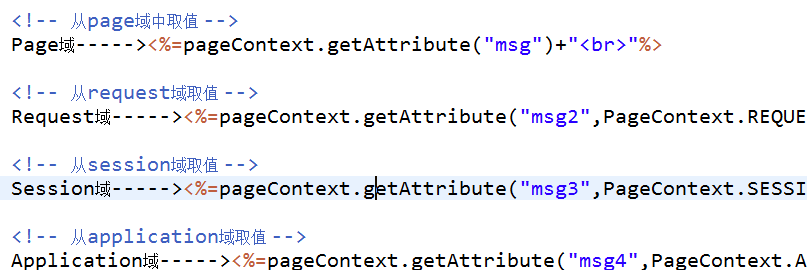 <!-- 从page域中取值 -->
Page域-----><%=pageContext.getAttribute("msg")+"<br>"%>
<!-- 从request域取值 -->
Request域-----><%=pageContext.getAttribute("msg2",PageContext.REQUE
<!-- 从session域取值 -->
Session域-----><%=pageContext.getAttribute("msg3",PageContext.SESSI
<!-- 从application域取值 -->
Application域-----><%=pageContext.getAttribute("msg4",PageContext.A